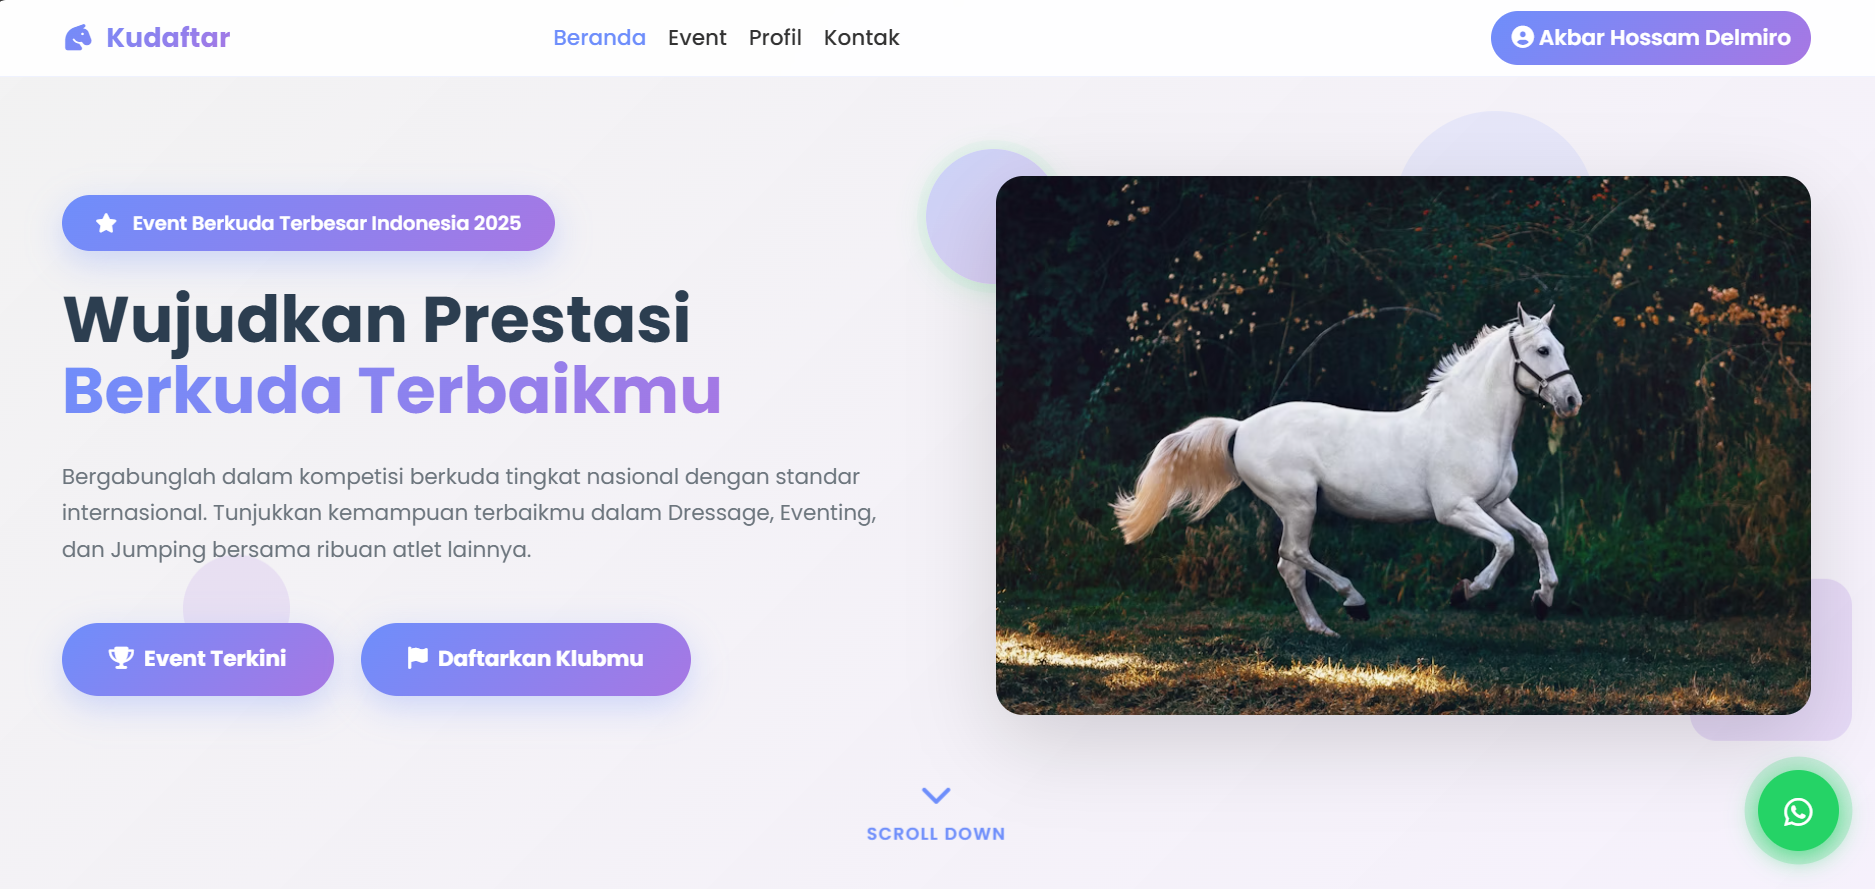 Kudaftar
Beranda Event Profil Kontak
Akbar Hossam Delmiro
Event Berkuda Terbesar Indonesia 2025
Wujudkan Prestasi
Berkuda Terbaikmu
Bergabunglah dalam kompetisi berkuda tingkat nasional dengan standar
internasional. Tunjukkan kemampuan terbaikmu dalam Dressage, Eventing,
dan Jumping bersama ribuan atlet lainnya.
Event Terkini
Daftarkan Klubmu
SCROLL DOWN